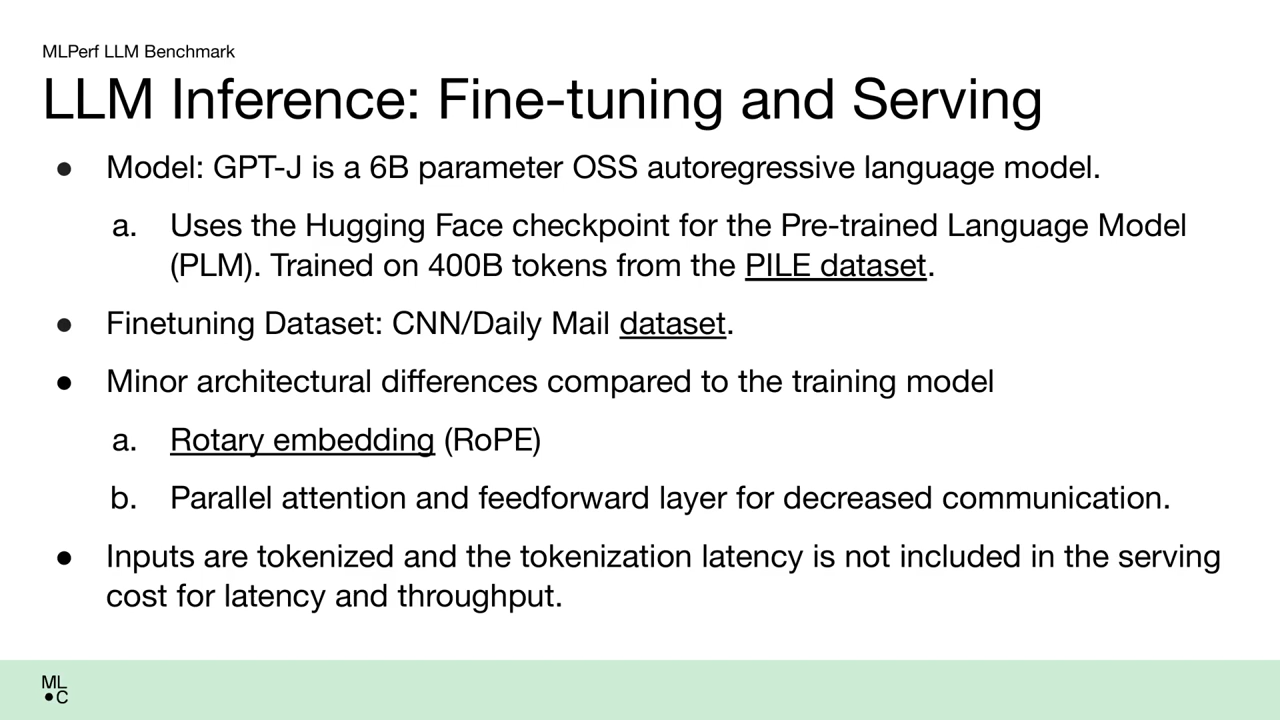 MLPerf LLM Benchmark
LLM Inference: Fine-tuning and Serving
● Model: GPT-J is a 6B parameter OSS autoregressive language model.
a. Uses the Hugging Face checkpoint for the Pre-trained Language Model
(PLM). Trained on 400B tokens from the PILE dataset.
● Finetuning Dataset: CNN/Daily Mail dataset.
● Minor architectural differences compared to the training model
a. Rotary embedding (RoPE)
b. Parallel attention and feedforward layer for decreased communication.
● Inputs are tokenized and the tokenization latency is not included in the serving
cost for latency and throughput.
ML
●C